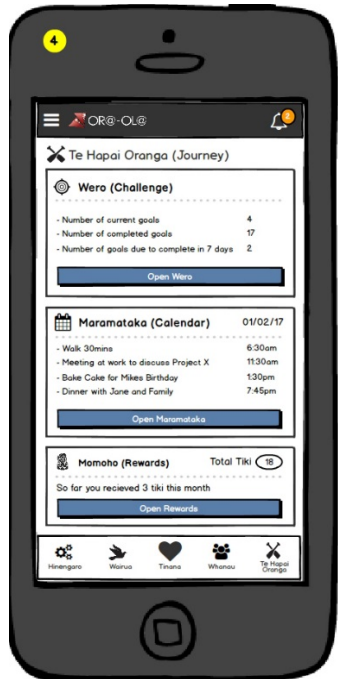 4
OR@-OL@
2
Te Hapai Oranga (Journey)
Wero (Challenge)
- Number of current goals 4
- Number of completed goals 17
- Number of goals due to complete in 7 days 2
Open Wero
Maramataka (Calendar) 01/02/17
- Walk 30mins 6:30am
- Meeting at work to discuss Project X 11:30am
- Bake Cake for Mikes Birthday 1:30pm
- Dinner with Jane and Family 7:45pm
Open Maramataka
Momoho (Rewards) Total Tiki 18
So far you recieved 3 tiki this month
Open Rewards
Hinengaro Wairua Tinana Whanau Te Hapai
Orongo